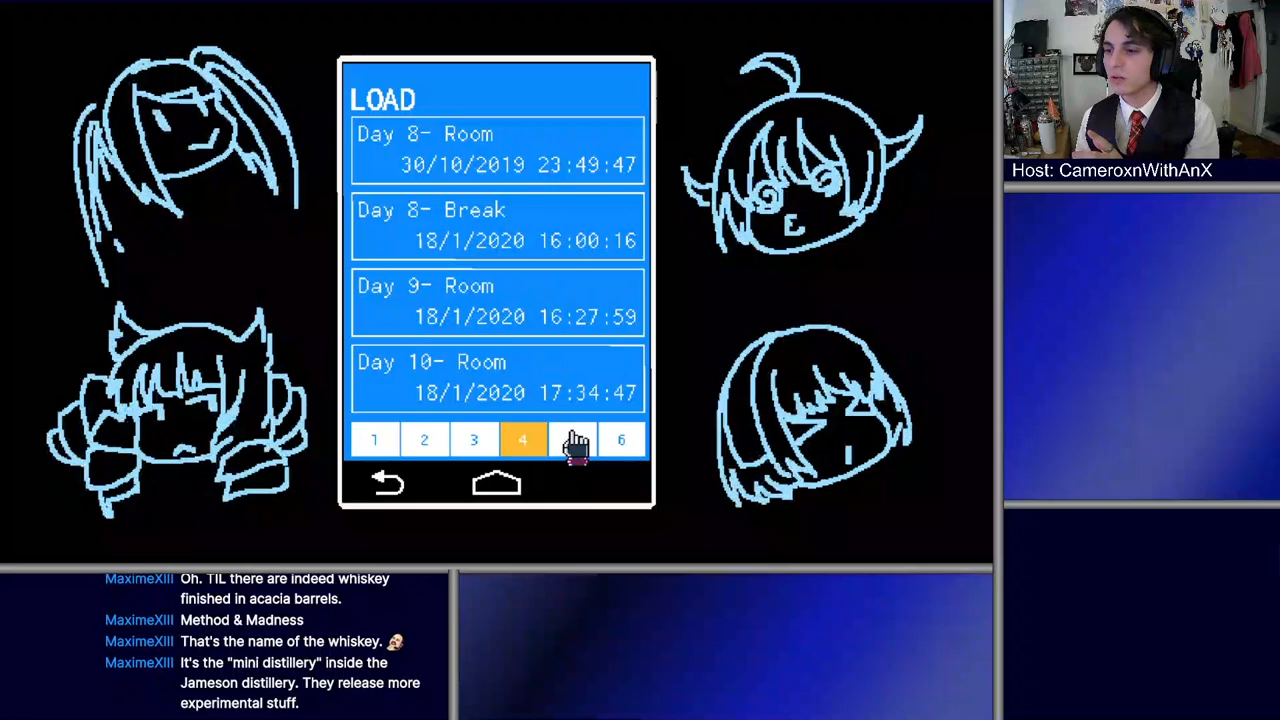 LOAD
Day 8- Room
30/10/2019 23:49:47
Day 8- Break
18/1/2020 16:00:16
Day 9- Room
18/1/2020 16:27:59
Day 10- Room
18/1/2020 17:34:47
1 2 3 4 6
Host: CameroxnWithAnX
MaximeXIII Oh. TIL there are indeed whiskey
finished in acacia barrels.
MaximeXIII Method & Madness
MaximeXIII That's the name of the whiskey.
MaximeXIII It's the "mini distillery" inside the
Jameson distillery. They release more
experimental stuff.